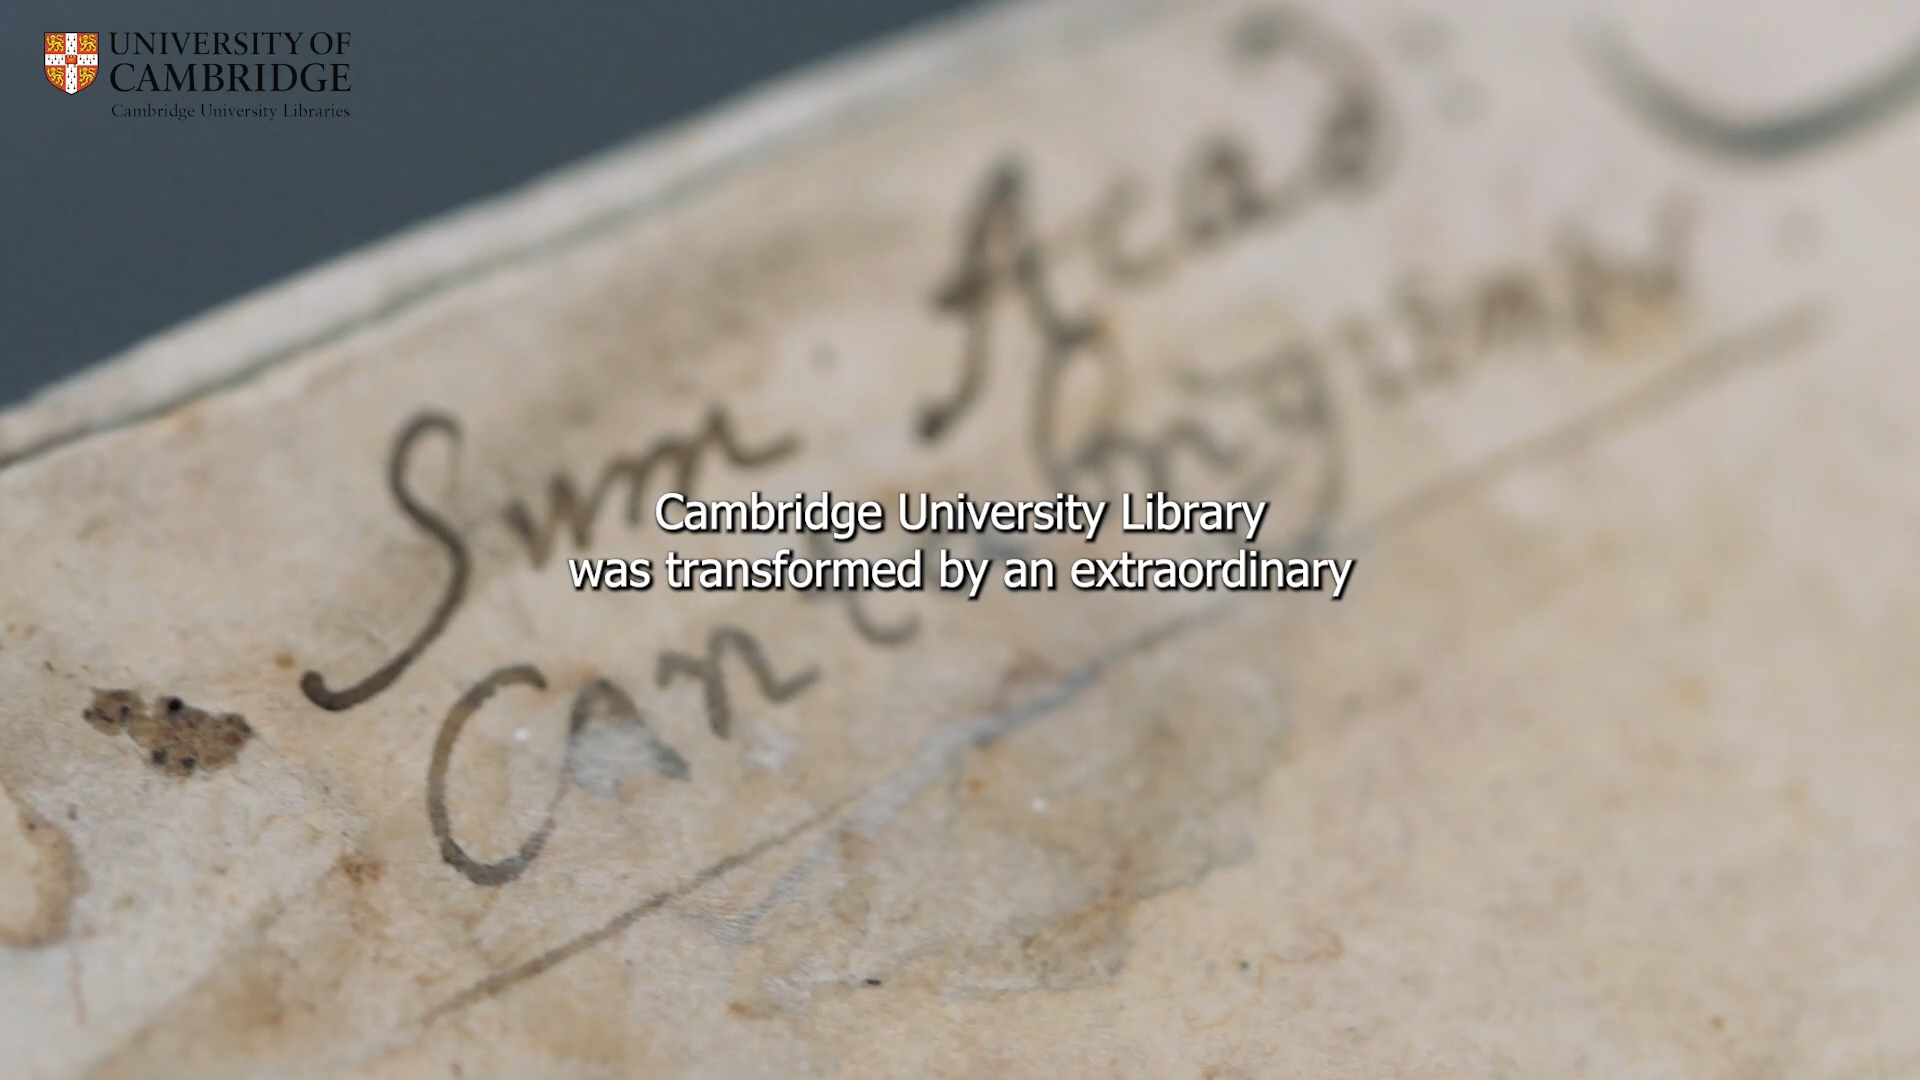 UNIVERSITY OF
CAMBRIDGE
Cambridge University Libraries
Sum Acad
Can
Cambridge University Library
was transformed by an extraordinary